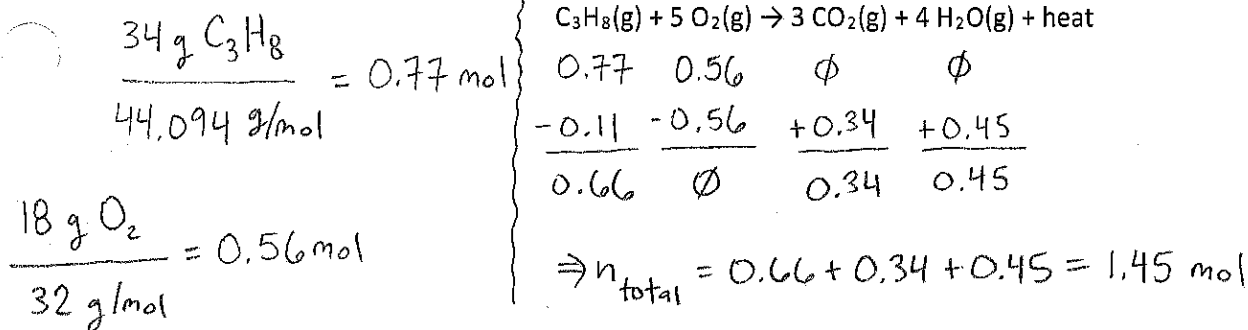 34 g C₃H₈
44.094 g/mol
= 0.77 mol
18 g O₂
32 g/mol
= 0.56 mol
C₃H₈(g) + 5 O₂(g) → 3 CO₂(g) + 4 H₂O(g) + heat
0.77 0.56 ∅ ∅
-0.11 -0.56 +0.34 +0.45
0.66 ∅ 0.34 0.45
⇒ n total = 0.66 + 0.34 + 0.45 = 1.45 mol